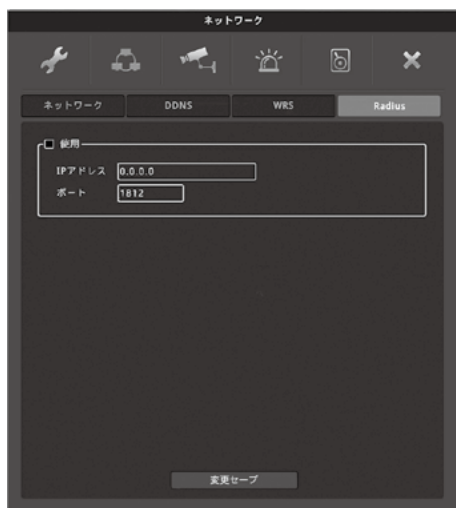 ネットワーク
ネットワーク DDNS WRS Radius
使用
IPアドレス 0.0.0.0
ポート 1812
変更セーブ